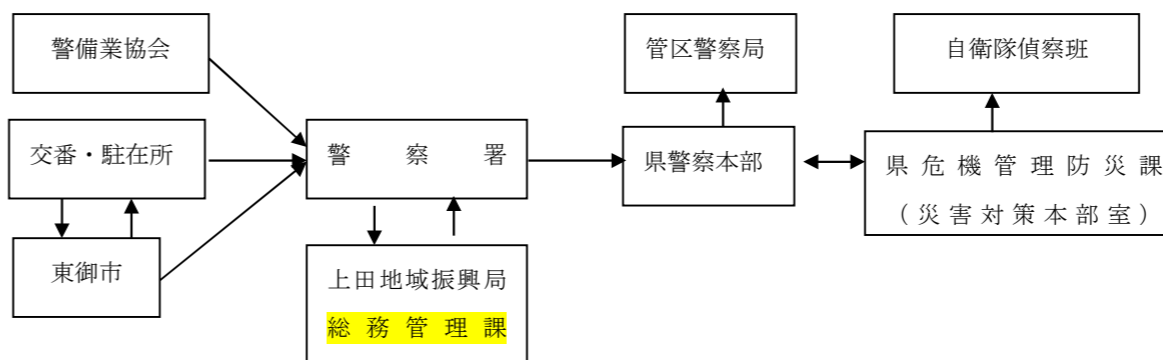 警備業協会
管区警察局
自衛隊偵察班
交番・駐在所
警察署
県警察本部
県危機管理防災課
(災害対策本部室)
東御市
上田地域振興局
総務管理課